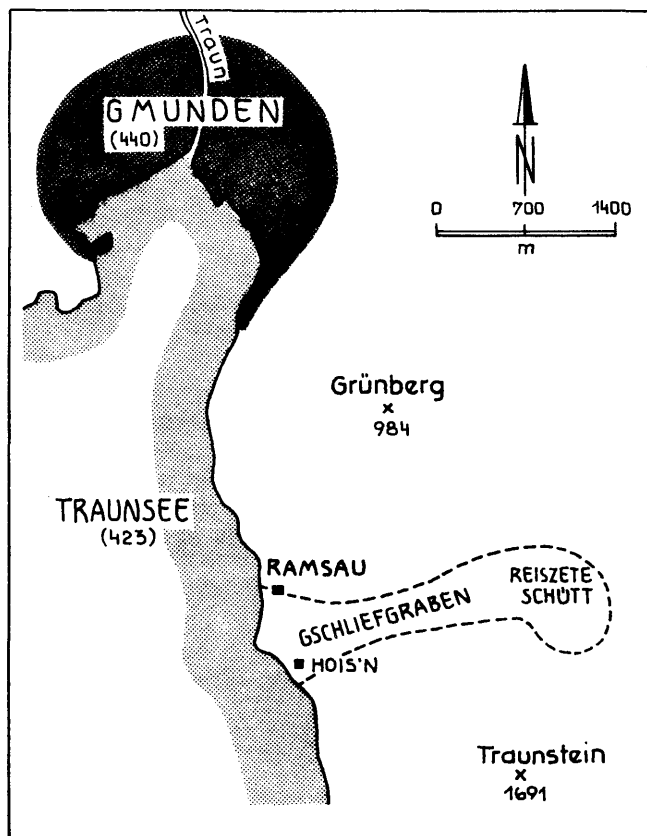 Traun
GMUNDEN
(440)
N
0 700 1400
m
Grünberg
x
984
TRAUNSEE
(423)
RAMSAU
REISZETE
SCHÜTT
GSCHLIEFGRABEN
HOIS'N
Traunstein
x
1691